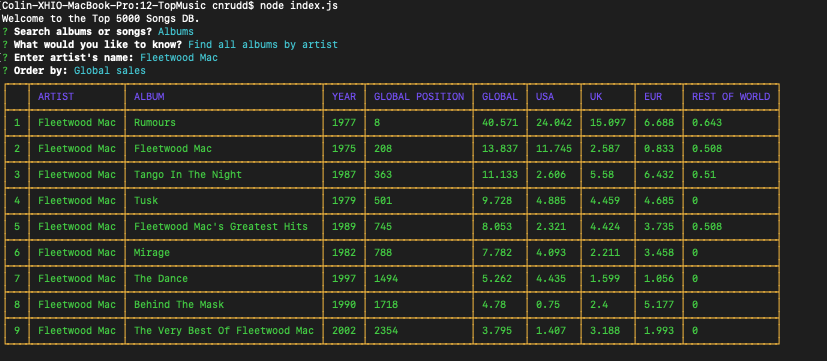 [Colin-XHIO-MacBook-Pro:12-TopMusic cnrudd$ node index.js
Welcome to the Top 5000 Songs DB.
? Search albums or songs? Albums
? What would you like to know? Find all albums by artist
[? Enter artist's name: Fleetwood Mac
? Order by: Global sales
ARTIST ALBUM YEAR GLOBAL POSITION GLOBAL USA UK EUR REST OF WORLD
1 Fleetwood Mac Rumours 1977 8 40.571 24.042 15.097 6.688 0.643
2 Fleetwood Mac Fleetwood Mac 1975 208 13.837 11.745 2.587 0.833 0.508
3 Fleetwood Mac Tango In The Night 1987 363 11.133 2.606 5.58 6.432 0.51
4 Fleetwood Mac Tusk 1979 501 9.728 4.885 4.459 4.685 0
5 Fleetwood Mac Fleetwood Mac's Greatest Hits 1989 745 8.053 2.321 4.424 3.735 0.508
6 Fleetwood Mac Mirage 1982 788 7.782 4.093 2.211 3.458 0
7 Fleetwood Mac The Dance 1997 1494 5.262 4.435 1.599 1.056 0
8 Fleetwood Mac Behind The Mask 1990 1718 4.78 0.75 2.4 5.177 0
9 Fleetwood Mac The Very Best Of Fleetwood Mac 2002 2354 3.795 1.407 3.188 1.993 0